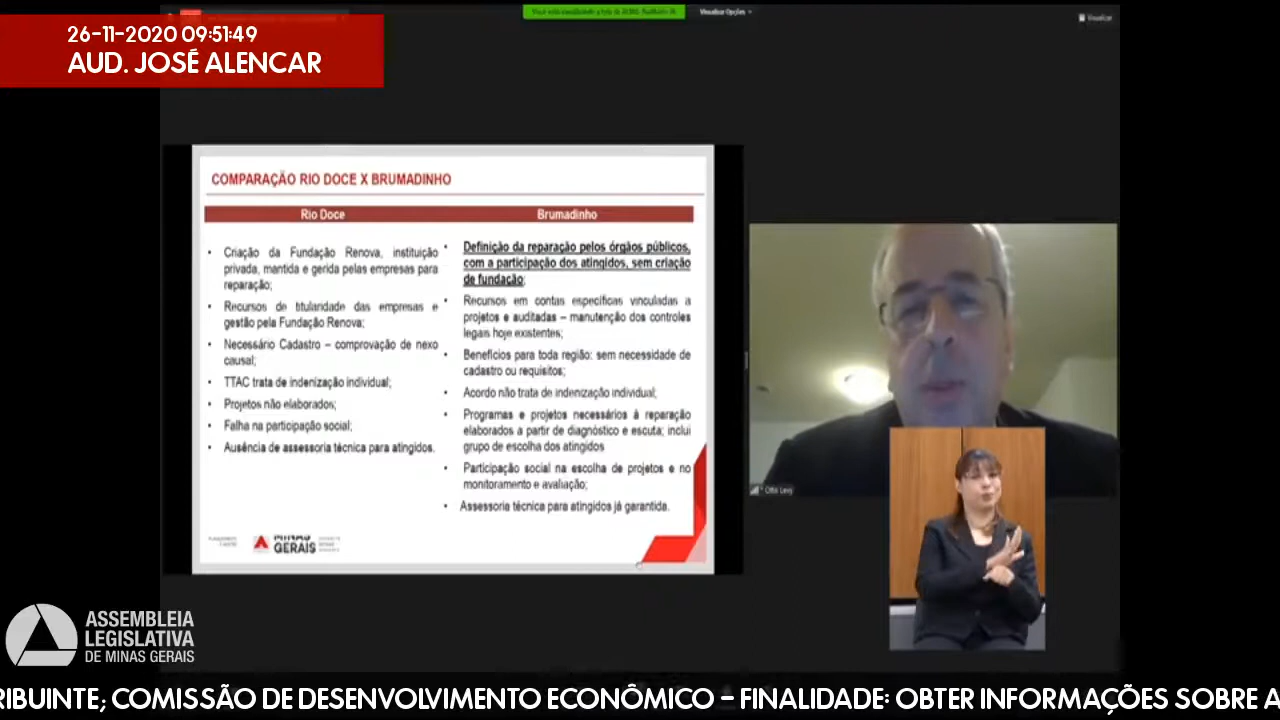 26-11-2020 09:51:49
AUD. JOSÉ ALENCAR
Visualizar Opções
Visualizar
COMPARAÇÃO RIO DOCE X BRUMADINHO
Rio Doce
• Criação da Fundação Renova, instituição
privada, mantida e gerida pelas empresas para
reparação;
• Recursos de titularidade das empresas e
gestão pela Fundação Renova;
• Necessário Cadastro – comprovação de nexo
causal;
• TTAC trata de indenização individual;
• Projetos não elaborados;
• Falha na participação social;
• Ausência de assessoria técnica para atingidos.
Brumadinho
• Definição da reparação pelos órgãos públicos,
com a participação dos atingidos, sem criação
de fundação;
• Recursos em contas específicas vinculadas a
projetos e auditadas – manutenção dos controles
legais hoje existentes;
• Benefícios para toda região: sem necessidade de
cadastro ou requisitos;
• Acordo não trata de indenização individual;
• Programas e projetos necessários à reparação
elaborados a partir de diagnóstico e escuta; inclui
grupo de escolha dos atingidos
• Participação social na escolha de projetos e no
monitoramento e avaliação;
• Assessoria técnica para atingidos já garantida.
MINAS
GERAIS
Otto Levy
ASSEMBLEIA
LEGISLATIVA
DE MINAS GERAIS
RIBUINTE; COMISSÃO DE DESENVOLVIMENTO ECONÔMICO – FINALIDADE: OBTER INFORMAÇÕES SOBRE A